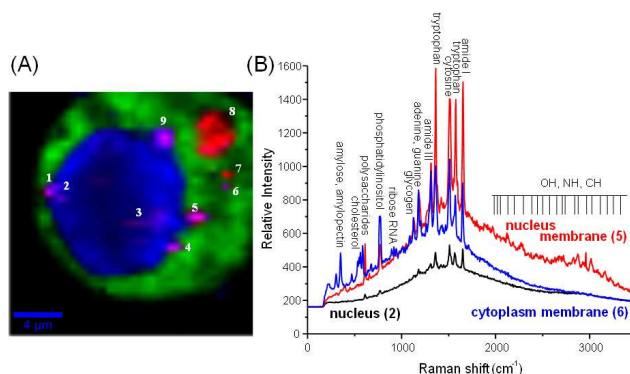 (A)
1
2
3
4
5
6
7
8
9
4 μm
(B)
Relative Intensity
1600
1400
1200
1000
800
600
400
200
0
0
1000
2000
3000
Raman shift(cm-1)
amylose, amylopectin
cholesterol
polysaccharides
phosphatidylinositol
ribose RNA
glycogen
adenine, guanine
amide III
tryptophan
cytosine
tryptophan
amide I
OH, NH, CH
nucleus
membrane (5)
nucleus (2)
cytoplasm membrane (6)